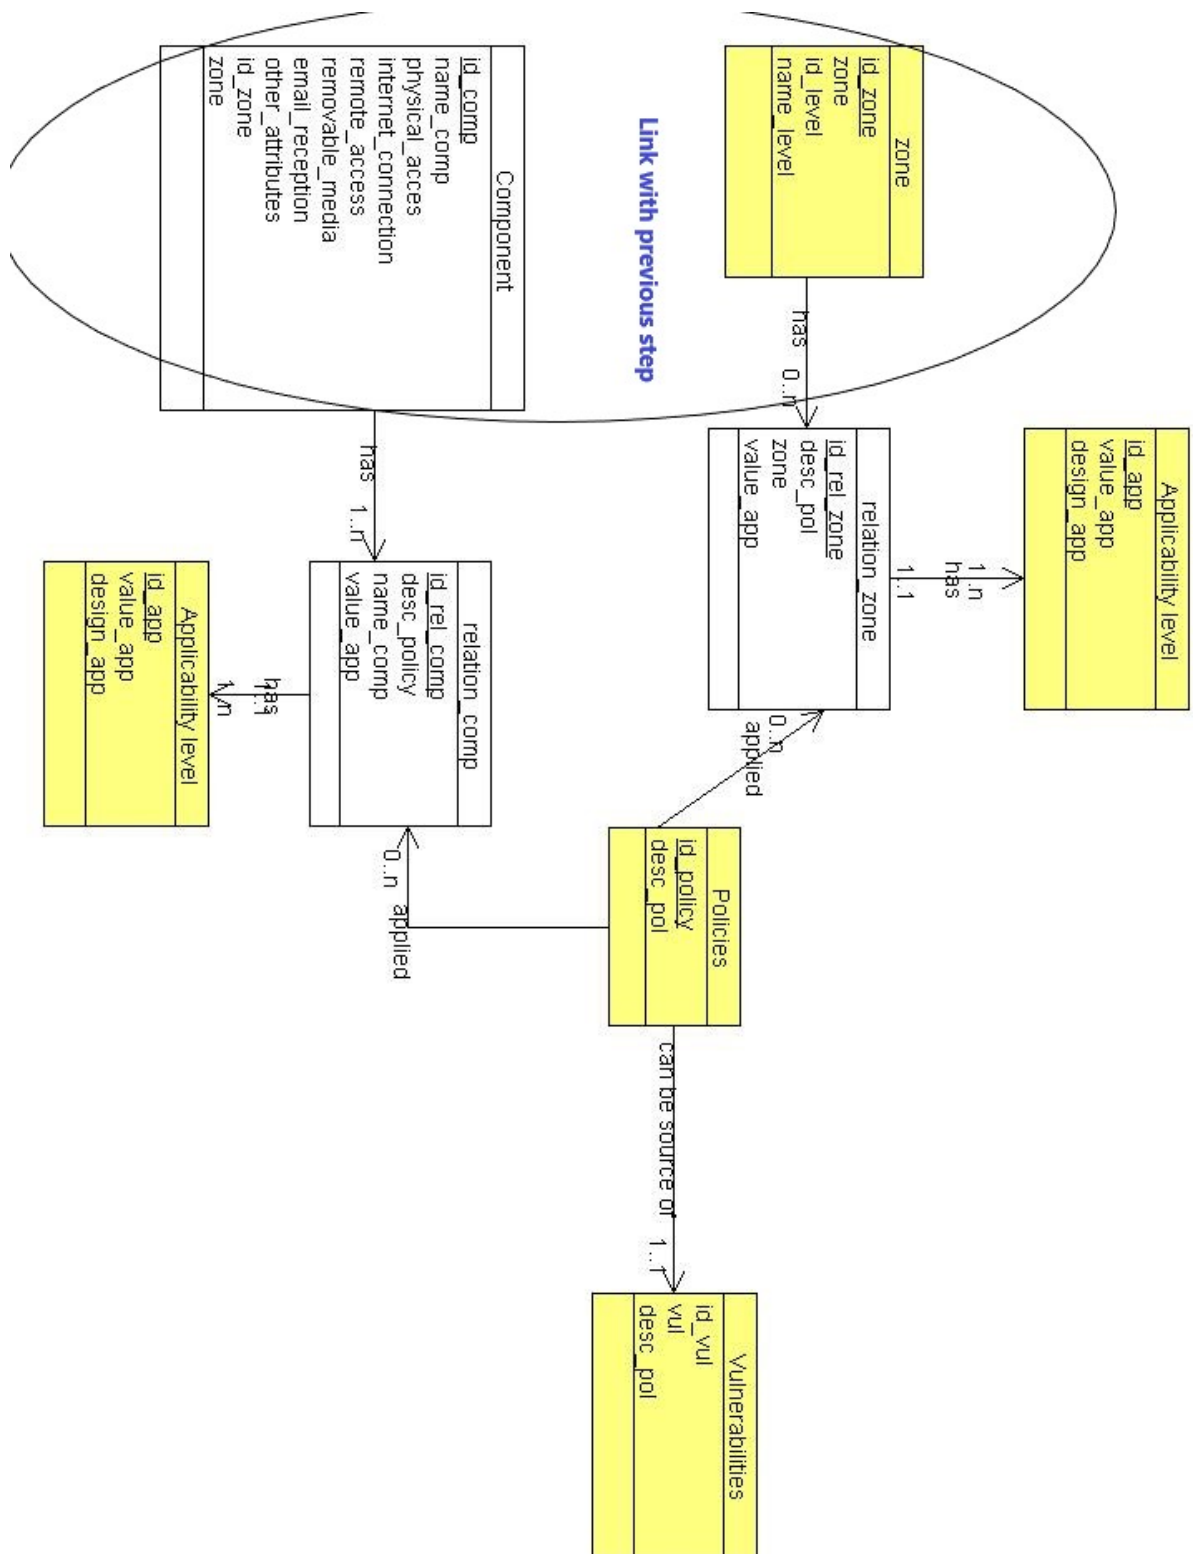 zone
id_zone
zone
id_level
name_level
Link with previous step
Component
id_comp
name_comp
physical_acces
internet_connection
remote_access
removable_media
email_reception
other_attributes
id_zone
zone
has
0..n
has
1..n
Applicability level
id_app
value_app
design_app
1..n
has
1..1
relation_zone
id_rel_zone
desc_pol
zone
value_app
relation_comp
id_rel_comp
desc_policy
name_comp
value_app
has
1..1
1..n
Applicability level
id_app
value_app
design_app
0..n
applied
0..n
applied
Policies
id_policy
desc_pol
can be source of
1..1
Vulnerabilities
id_vul
vul
desc_pol